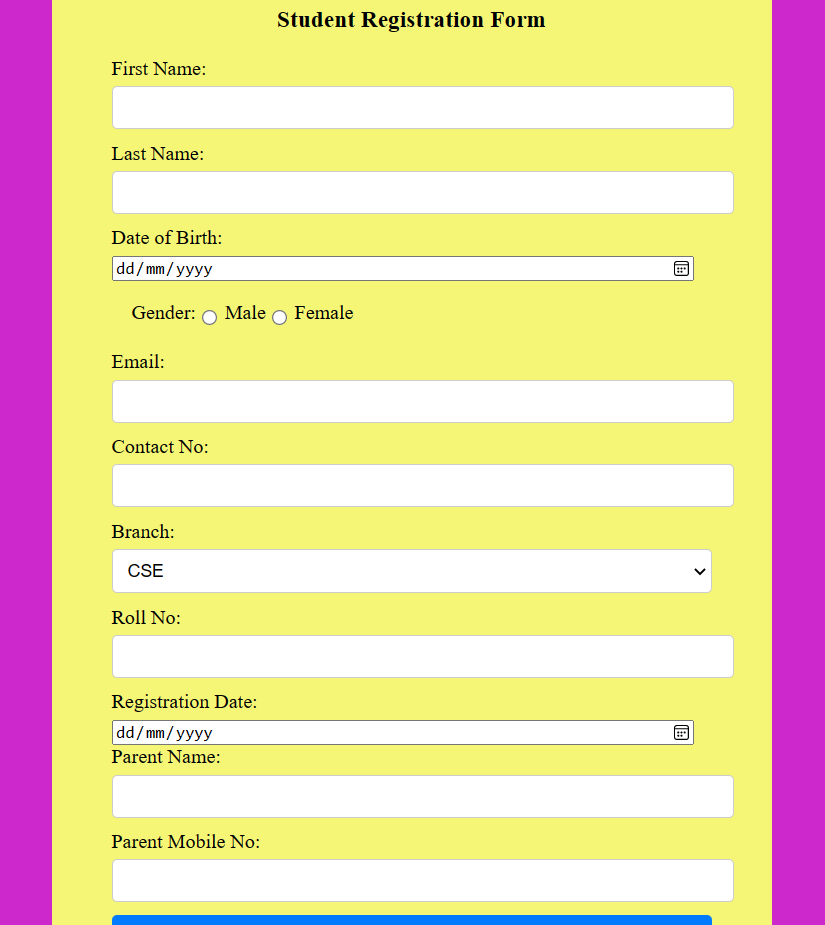 Student Registration Form
First Name:
Last Name:
Date of Birth:
dd/mm/yyyy
Gender: Male Female
Email:
Contact No:
Branch:
CSE
Roll No:
Registration Date:
dd/mm/yyyy
Parent Name:
Parent Mobile No: